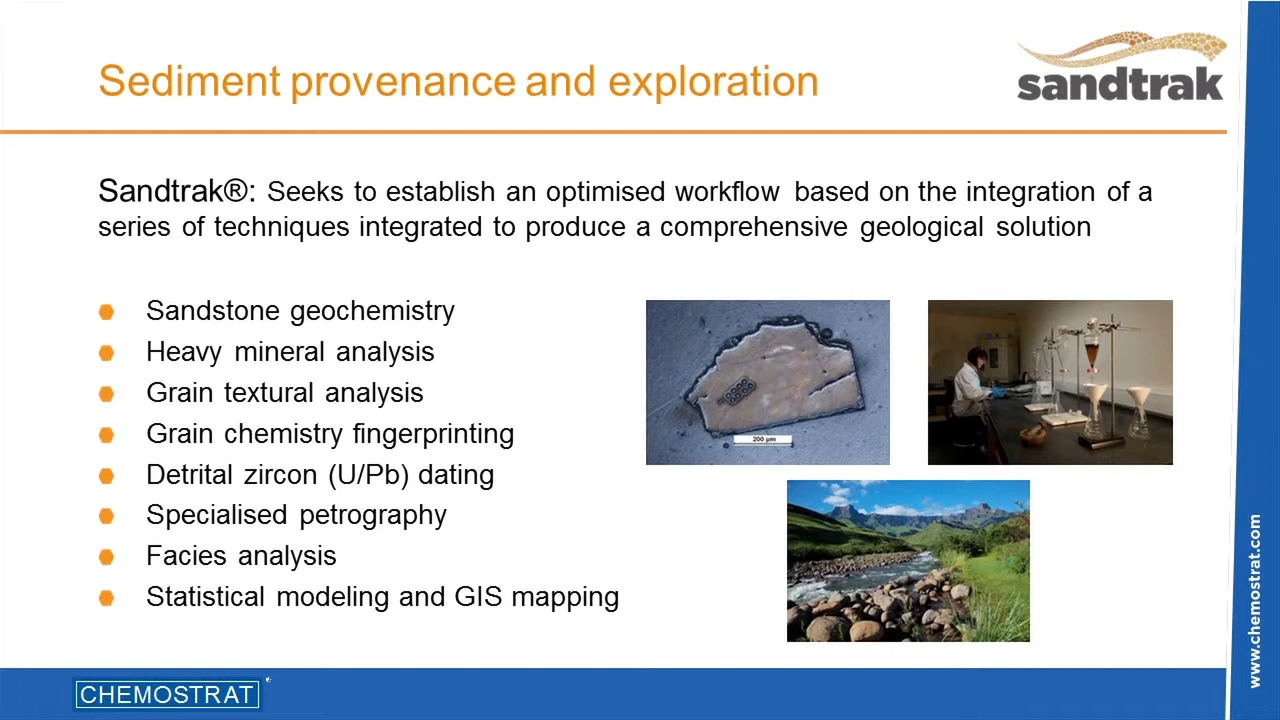 Sediment provenance and exploration
sandtrak
Sandtrak®: Seeks to establish an optimised workflow based on the integration of a
series of techniques integrated to produce a comprehensive geological solution
Sandstone geochemistry
Heavy mineral analysis
Grain textural analysis
Grain chemistry fingerprinting
Detrital zircon (U/Pb) dating
Specialised petrography
Facies analysis
Statistical modeling and GIS mapping
200 µm
CHEMOSTRAT
www.chemostrat.com